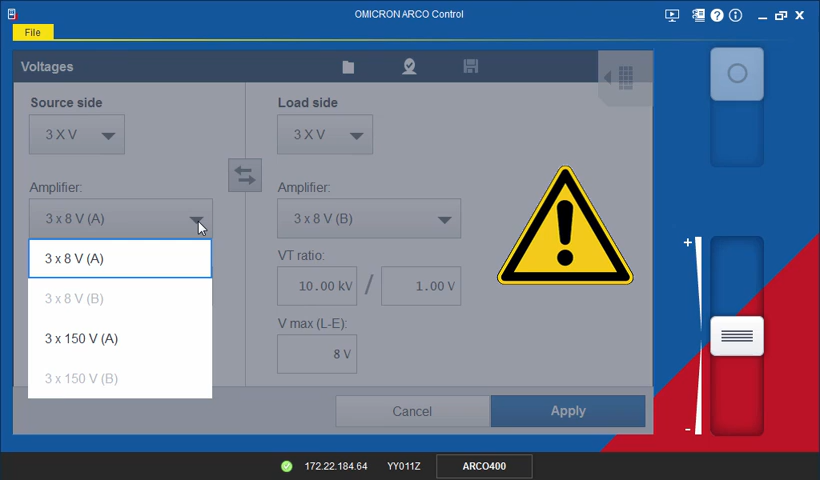 OMICRON ARCO Control
File
Voltages
Source side
Load side
3 X V
3 X V
Amplifier:
Amplifier:
3 x 8 V (A)
3 x 8 V (B)
3 x 8 V (A)
3 x 8 V (B)
3 x 150 V (A)
3 x 150 V (B)
VT ratio:
10.00 kV / 1.00 V
V max (L-E):
8 V
Cancel
Apply
+
-
172.22.184.64 YY011Z ARCO400